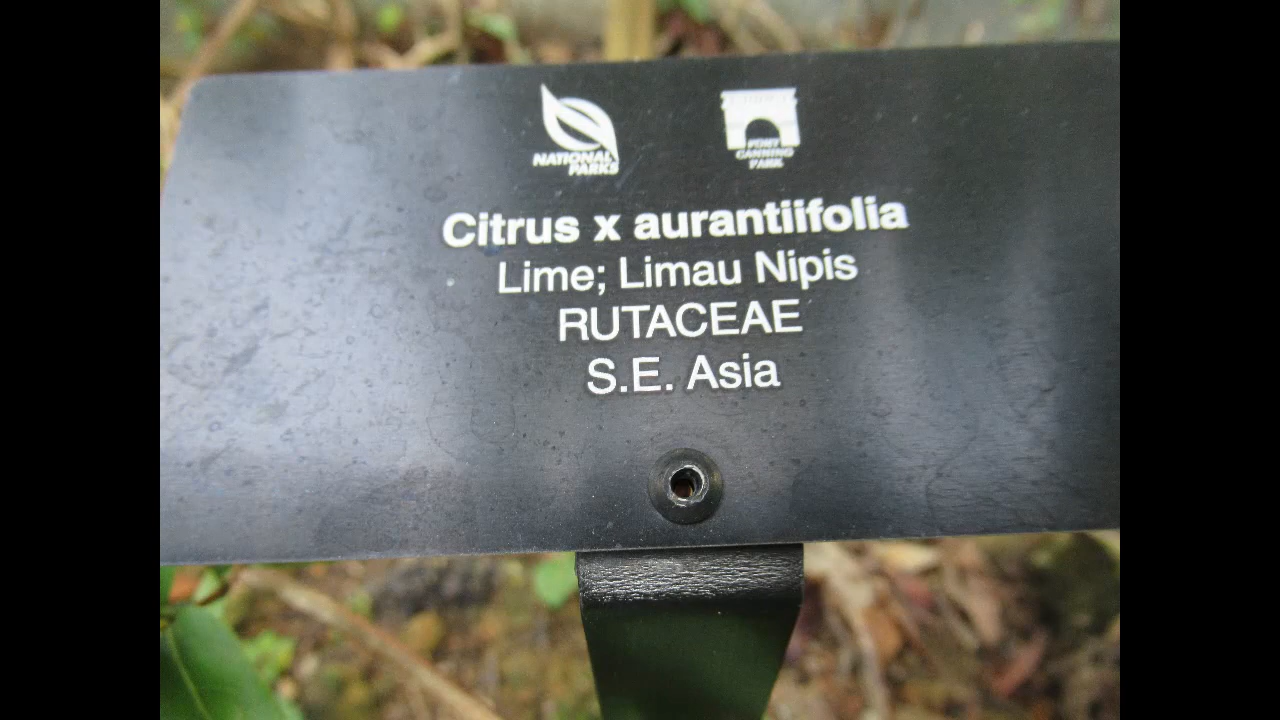 NATIONAL
PARKS
FORT
CANNING
PARK
Citrus x aurantiifolia
Lime; Limau Nipis
RUTACEAE
S.E. Asia